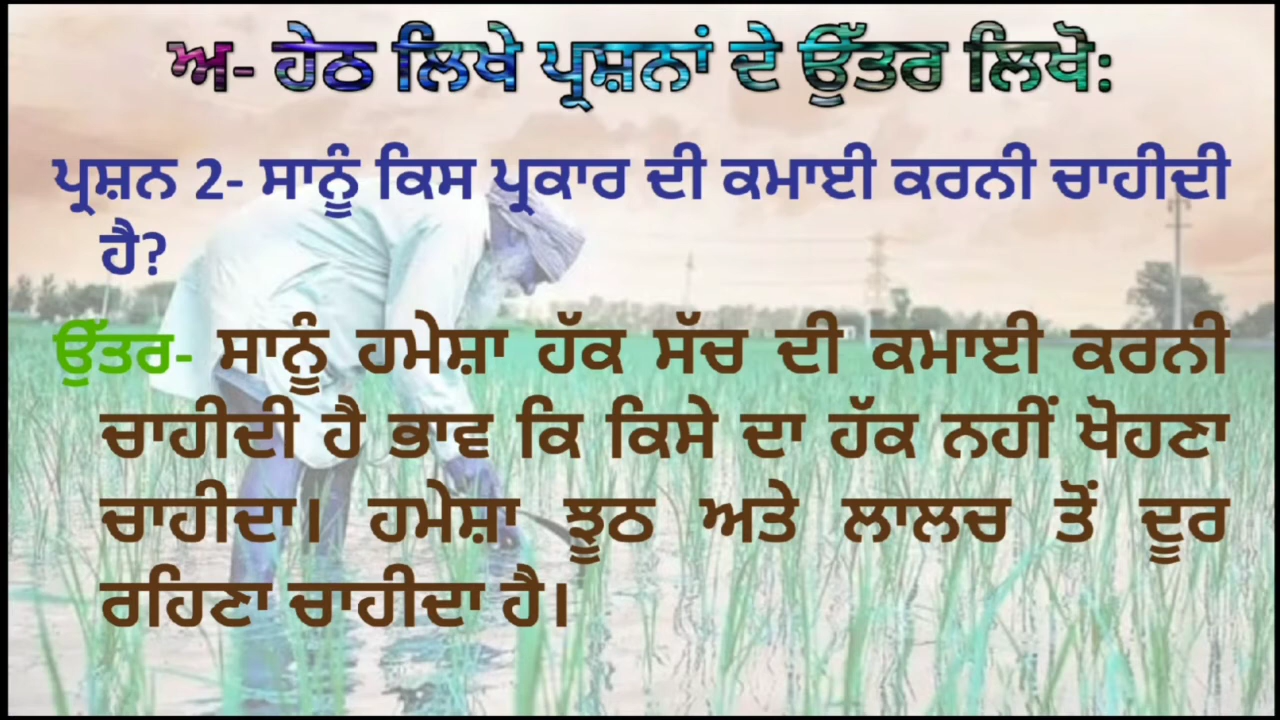 ਅ- ਹੇਠ ਲਿਖੇ ਪ੍ਰਸ਼ਨਾਂ ਦੇ ਉੱਤਰ ਲਿਖੋ:
ਪ੍ਰਸ਼ਨ 2- ਸਾਨੂੰ ਕਿਸ ਪ੍ਰਕਾਰ ਦੀ ਕਮਾਈ ਕਰਨੀ ਚਾਹੀਦੀ
ਹੈ?
ਉੱਤਰ- ਸਾਨੂੰ ਹਮੇਸ਼ਾ ਹੱਕ ਸੱਚ ਦੀ ਕਮਾਈ ਕਰਨੀ
ਚਾਹੀਦੀ ਹੈ ਭਾਵ ਕਿ ਕਿਸੇ ਦਾ ਹੱਕ ਨਹੀਂ ਖੋਹਣਾ
ਚਾਹੀਦਾ। ਹਮੇਸ਼ਾ ਝੂਠ ਅਤੇ ਲਾਲਚ ਤੋਂ ਦੂਰ
ਰਹਿਣਾ ਚਾਹੀਦਾ ਹੈ।